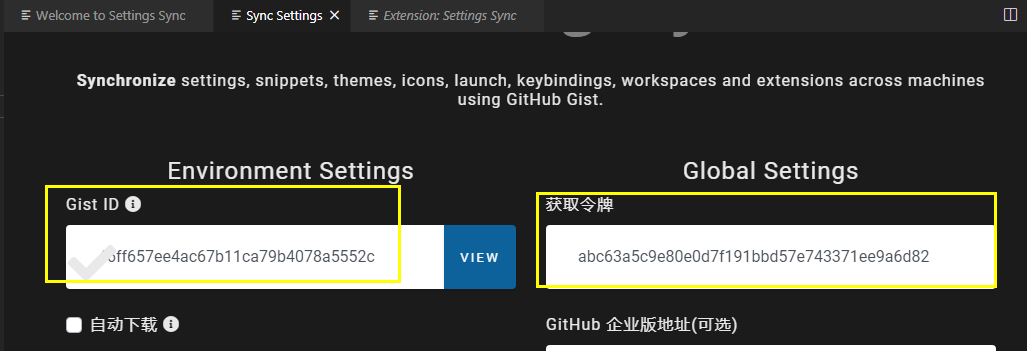 Welcome to Settings Sync
Sync Settings
Extension: Settings Sync
Synchronize settings, snippets, themes, icons, launch, keybindings, workspaces and extensions across machines
using GitHub Gist.
Environment Settings
Global Settings
Gist ID
获取令牌
5ff657ee4ac67b11ca79b4078a5552c
VIEW
abc63a5c9e80e0d7f191bbd57e743371ee9a6d82
自动下载
GitHub 企业版地址(可选)